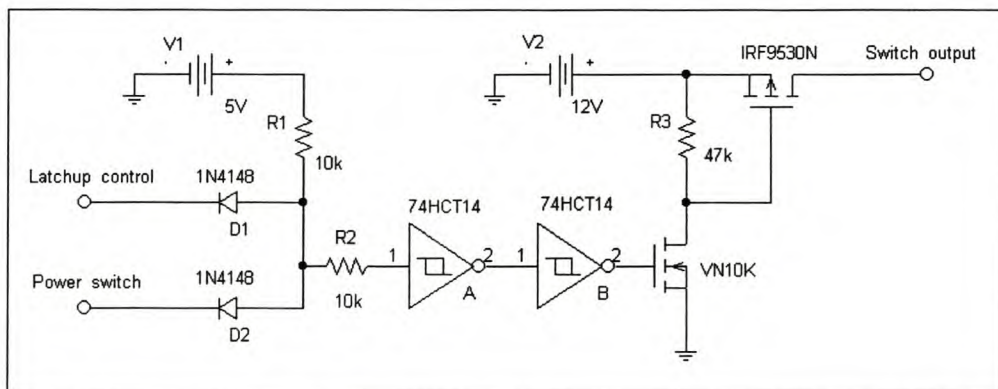 V1
+
5V
R1
10k
V2
+
12V
IRF9530N
Switch output
R3
47k
Latchup control
1N4148
D1
74HCT14
74HCT14
R2
10k
1
2
A
1
2
B
VN10K
Power switch
1N4148
D2